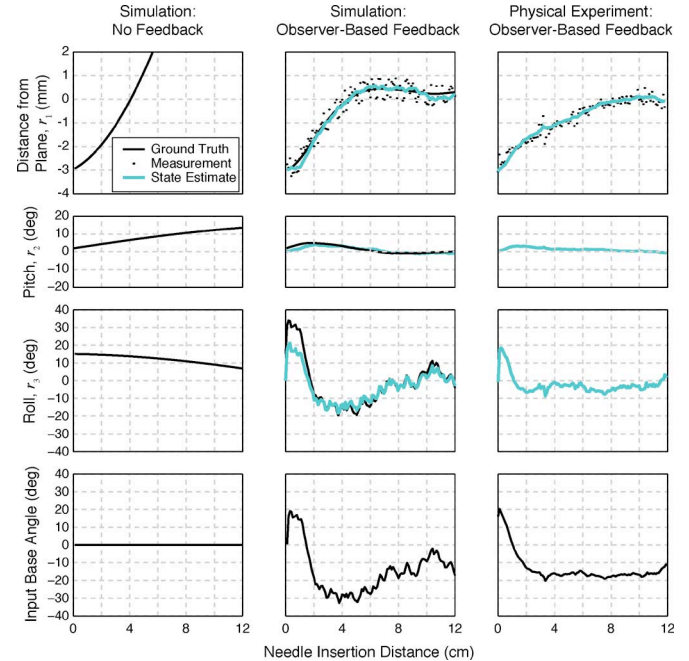 Simulation:
No Feedback
Simulation:
Observer-Based Feedback
Physical Experiment:
Observer-Based Feedback
Distance from
Plane, r1 (mm)
2
1
0
-1
-2
-3
-4
Ground Truth
Measurement
State Estimate
Pitch, r2 (deg)
20
10
0
-10
-20
Roll, r3 (deg)
40
30
20
10
0
-10
-20
-30
-40
Input Base Angle (deg)
40
30
20
10
0
-10
-20
-30
-40
0 4 8 12
0 4 8 12
0 4 8 12
Needle Insertion Distance (cm)